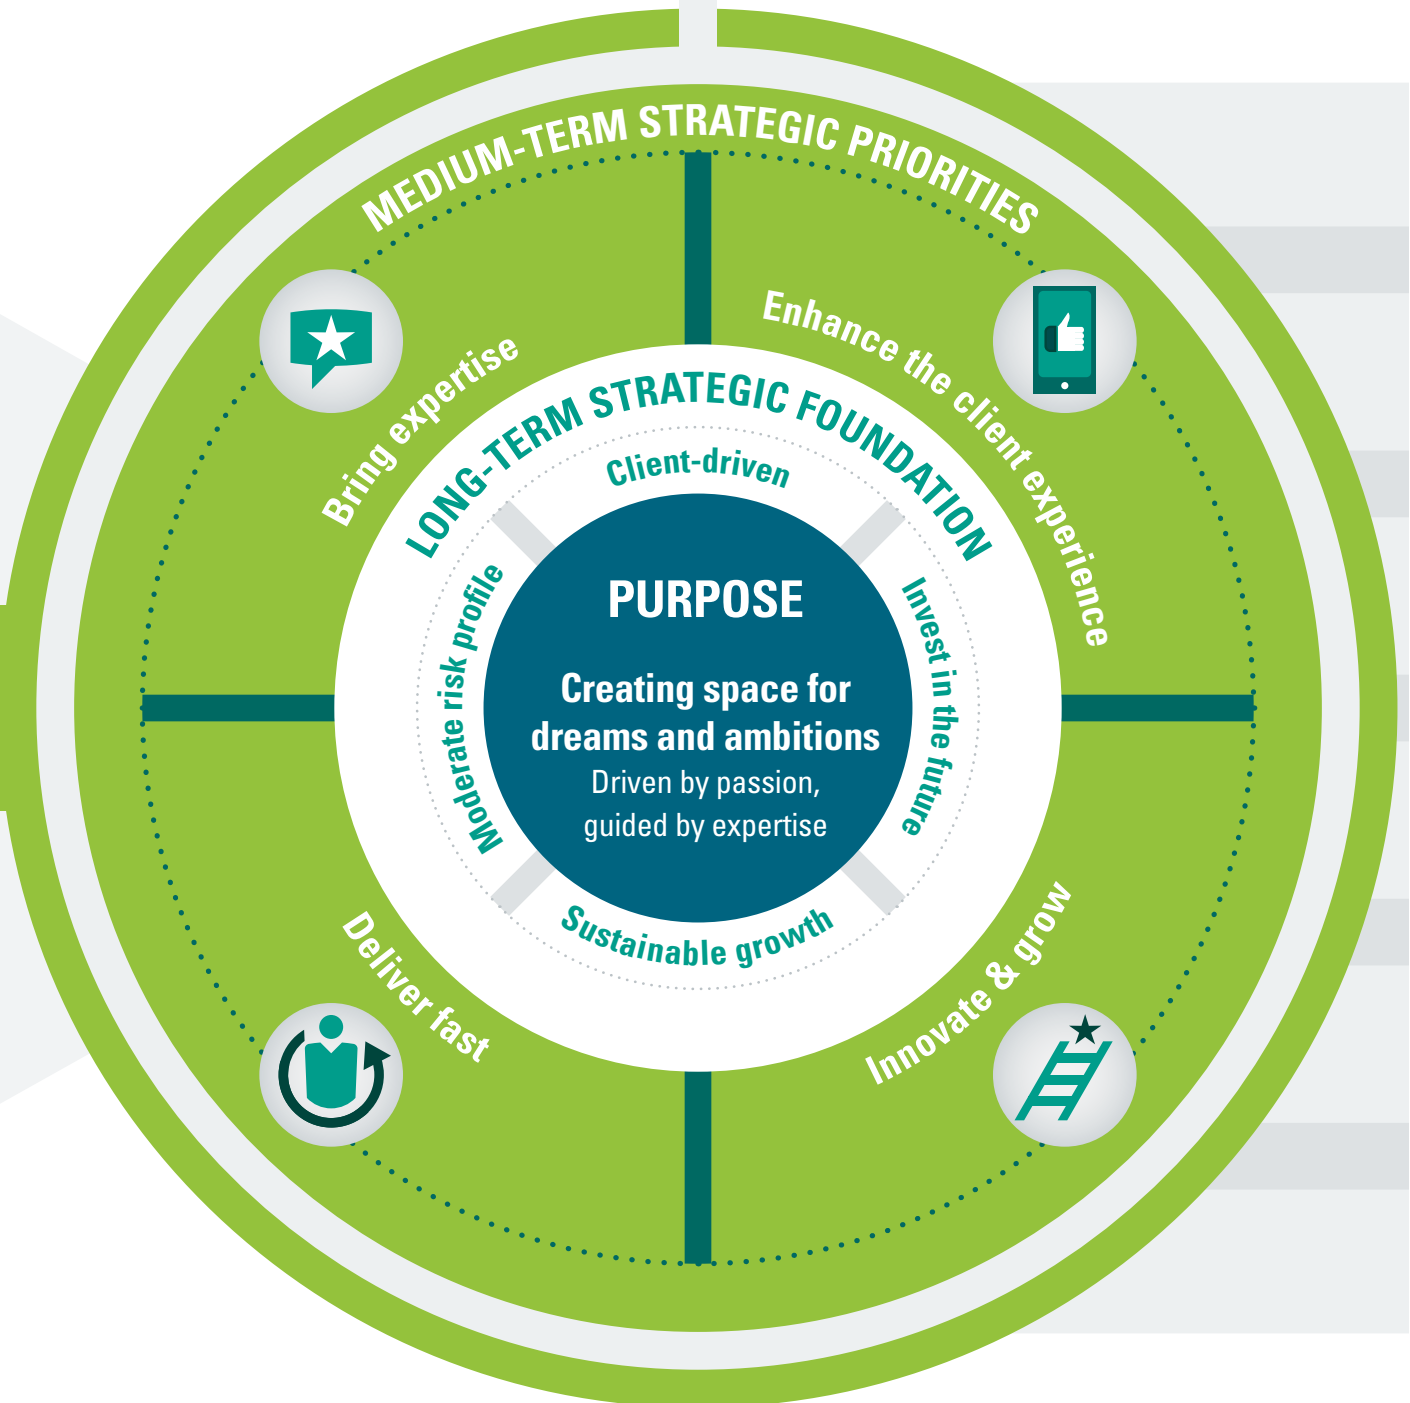 MEDIUM-TERM STRATEGIC PRIORITIES
Bring expertise
Enhance the client experience
LONG-TERM STRATEGIC FOUNDATION
Client-driven
Moderate risk profile
Invest in the future
PURPOSE
Creating space for
dreams and ambitions
Driven by passion,
guided by expertise
Sustainable growth
Deliver fast
Innovate & grow